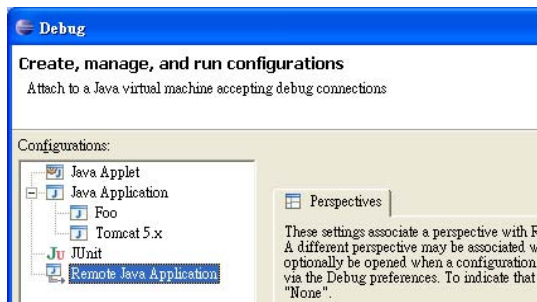 Debug
Create, manage, and run configurations
Attach to a Java virtual machine accepting debug connections
Configurations:
Java Applet
Java Application
Foo
Tomcat 5.x
Ju JUnit
Remote Java Application
Perspectives
These settings associate a perspective with
A different perspective may be associated
optionally be opened when a configuration
via the Debug preferences. To indicate that
"None".